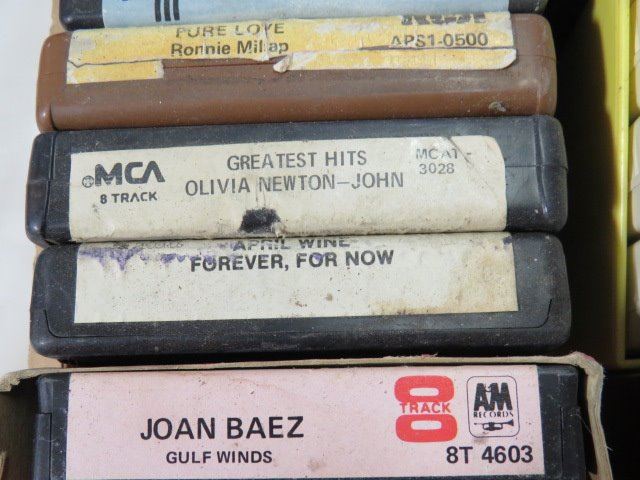 PURE LOVE
Ronnie Milsap APS1-0500
MCA GREATEST HITS MCAT-
8 TRACK OLIVIA NEWTON-JOHN 3028
APRIL WINE
FOREVER, FOR NOW
8 TRACK AM RECORDS
JOAN BAEZ
GULF WINDS 8T 4603